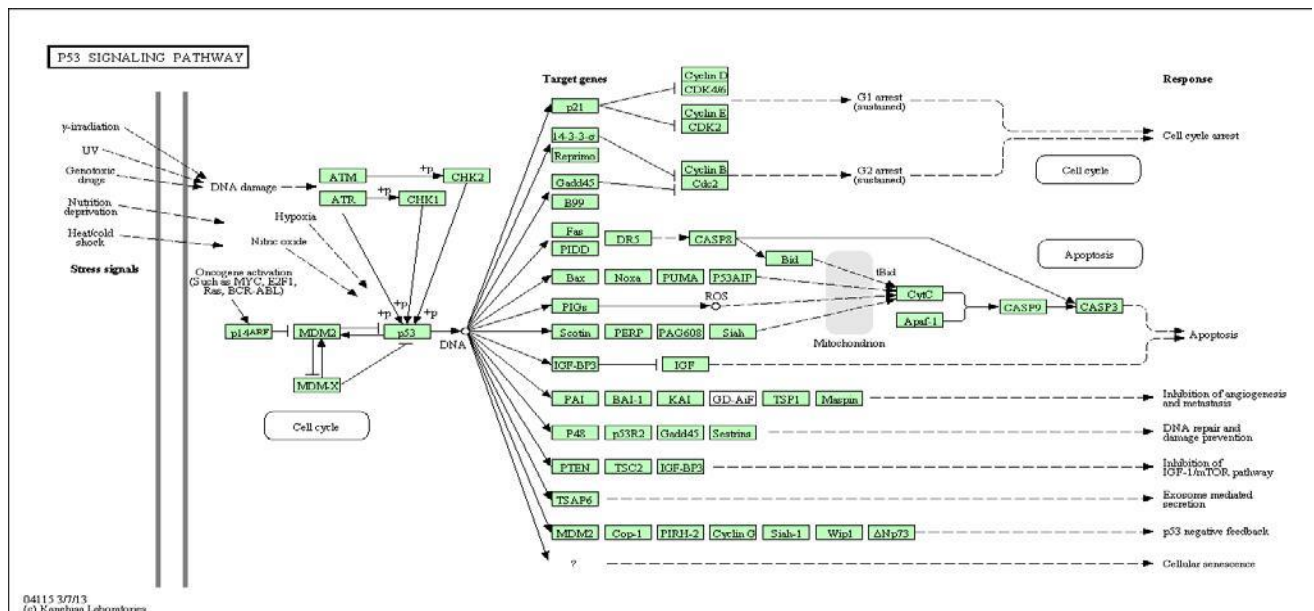 P53 SIGNALING PATHWAY
Target genes
Response
γ-irradiation
UV
Genotoxic
drugs
Nutrition
deprivation
Heat/cold
shock
Stress signals
DNA damage
ATM
+p
CHK2
ATR
+p
CHK1
Hypoxia
Nitric oxide
Oncogene activation
(Such as MYC, E2F1,
Ras, BCR-ABL)
p14ARF
MDM2
+p
+p
+p
p53
DNA
MDM-X
Cell cycle
p21
Cyclin D
CDK4/6
Cyclin E
CDK2
G1 arrest
(sustained)
14-3-3-σ
Reprimo
Gadd45
B99
Cyclin B
Cdc2
G2 arrest
(sustained)
Cell cycle arrest
Cell cycle
Fas
PIDD
DR5
CASP8
Bid
tBid
Apoptosis
Bax
Noxa
PUMA
P53AIP
PIGs
ROS
CytC
CASP9
CASP3
Apaf-1
Mitochondrion
Scotin
PERP
PAG608
Siah
Apoptosis
IGF-BP3
IGF
PAI
BAI-1
KAI
GD-AiF
TSP1
Maspin
Inhibition of angiogenesis
and metastasis
P48
p53R2
Gadd45
Sestrins
DNA repair and
damage prevention
PTEN
TSC2
IGF-BP3
Inhibition of
IGF-1/mTOR pathway
TSAP6
Exosome mediated
secretion
MDM2
Cop-1
PIRH-2
Cyclin G
Siah-1
Wip1
ΔNp73
p53 negative feedback
?
Cellular senescence
04115 3/7/13
(c) Kanehisa Laboratories